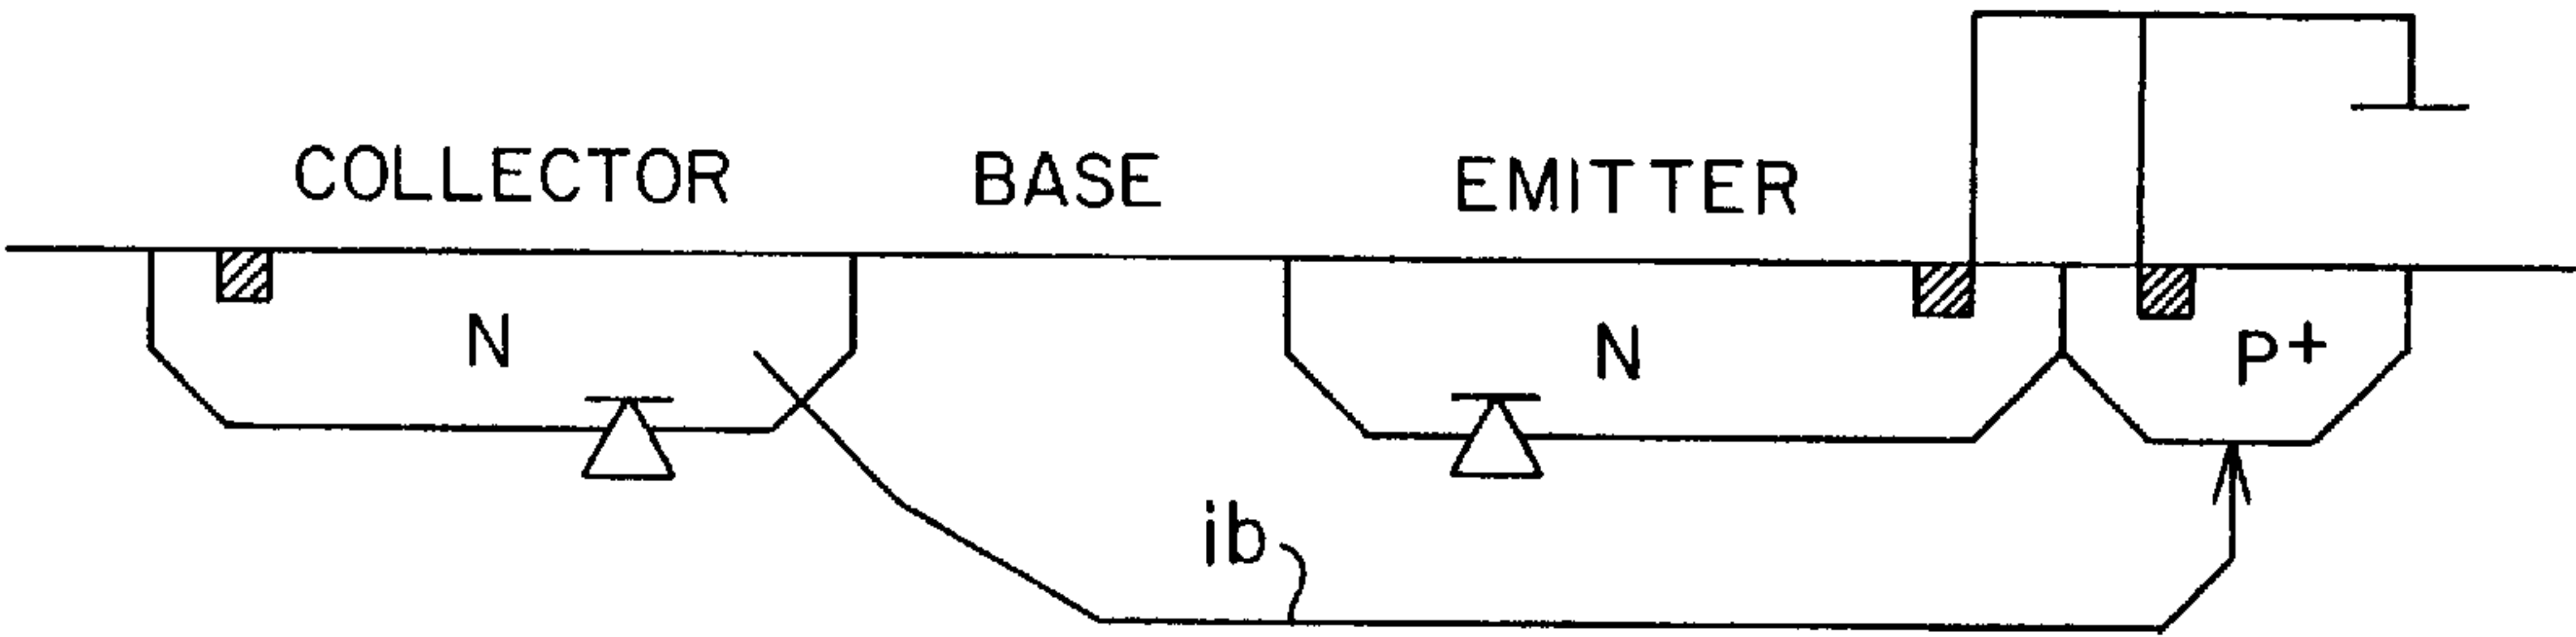 COLLECTOR BASE EMITTER
N N P+
ib